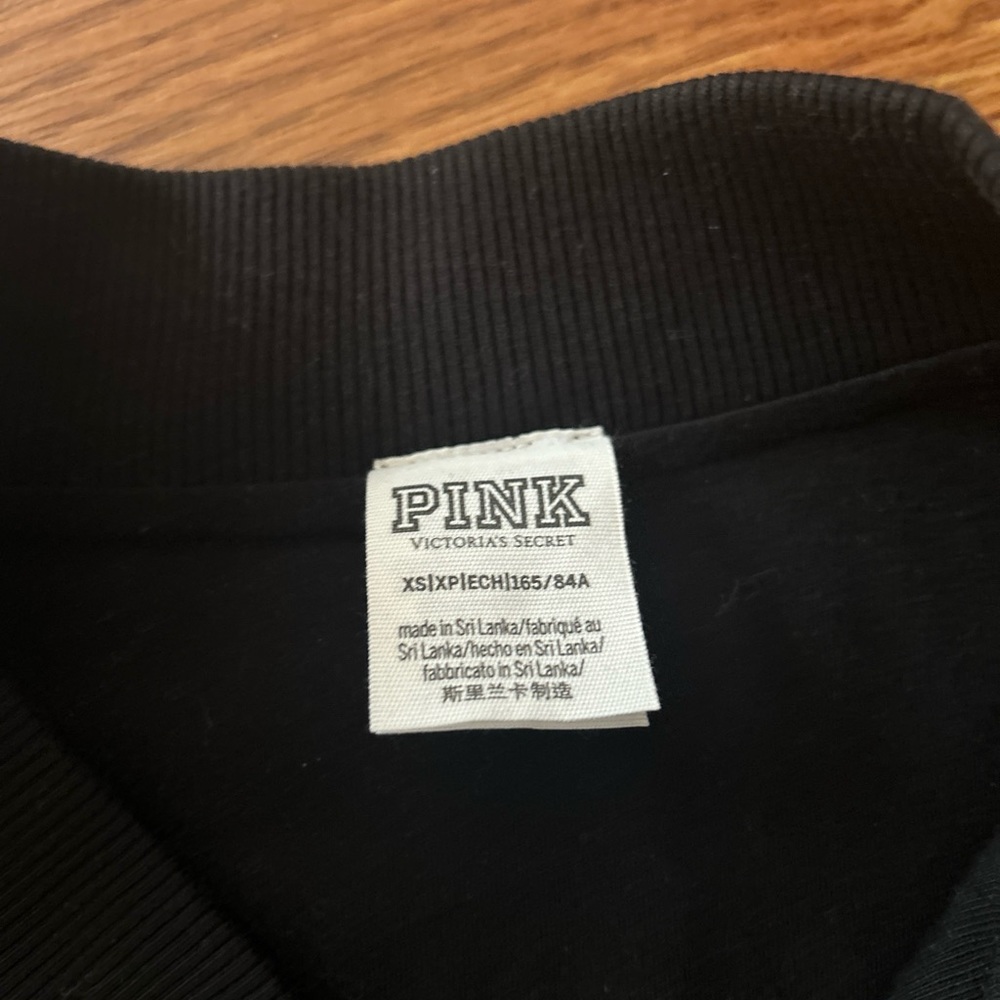 PINK
VICTORIA'S SECRET
XS|XP|ECH|165/84A
made in Sri Lanka/fabriqué au
Sri Lanka/hecho en Sri Lanka/
fabbricato in Sri Lanka/
斯里兰卡制造